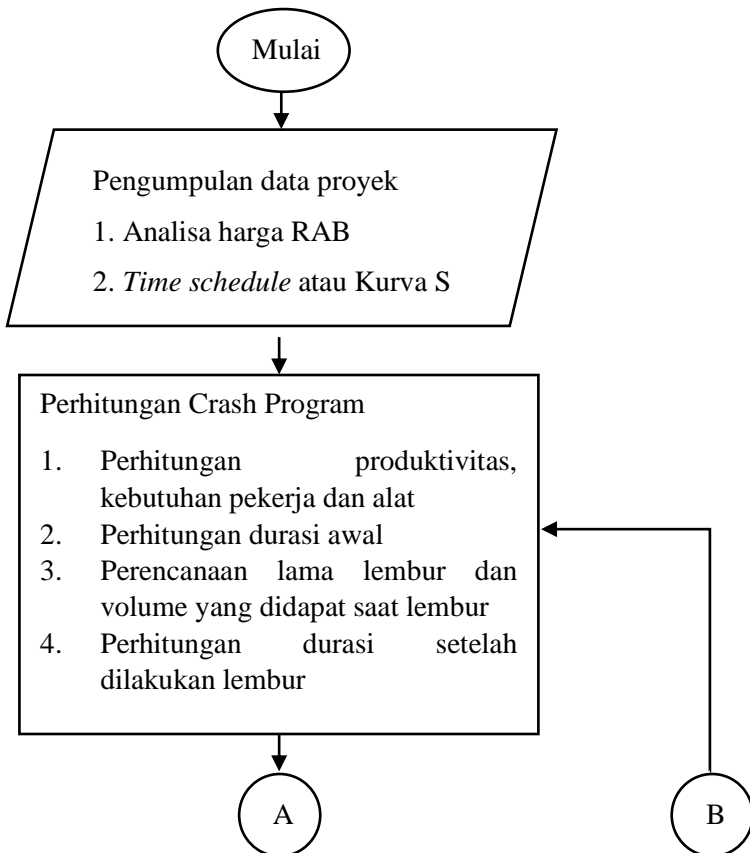 Mulai
Pengumpulan data proyek
1. Analisa harga RAB
2. Time schedule atau Kurva S
Perhitungan Crash Program
1. Perhitungan produktivitas,
kebutuhan pekerja dan alat
2. Perhitungan durasi awal
3. Perencanaan lama lembur dan
volume yang didapat saat lembur
4. Perhitungan durasi setelah
dilakukan lembur
A
B